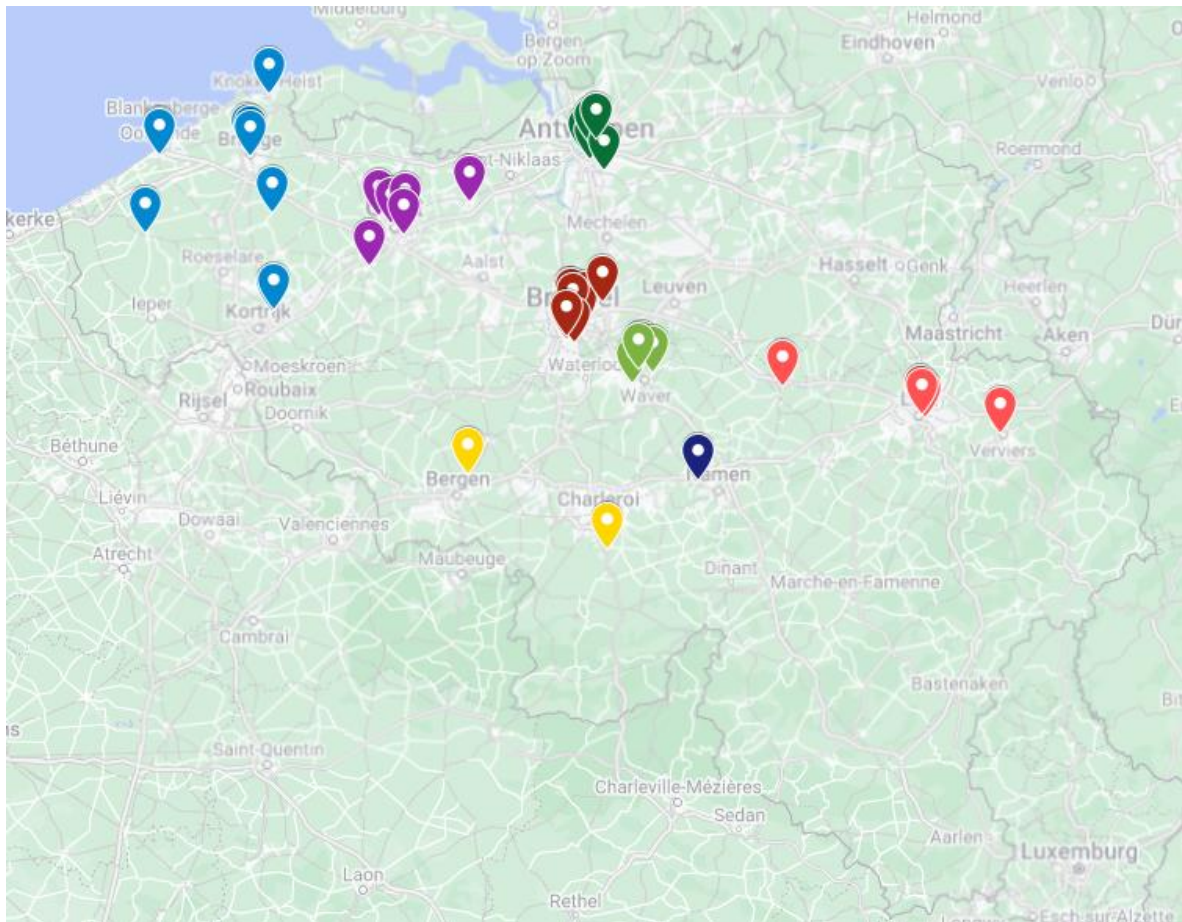 Middelburg
Bergen
op Zoom
Helmond
Eindhoven
Venlo
Knokke-Heist
Blankenberge
Antwerpen
Roermond
Mechelen
kerke
Roeselare
Aalst
Hasselt
Genk
Ieper
Leuven
Heerlen
Kortrijk
Maastricht
Aken
Moeskroen
Waver
Roubaix
Rijsel
Doornik
Béthune
Verviers
Bergen
Namen
Charleroi
Liévin
Dowaai
Valenciennes
Atrecht
Maubeuge
Dinant
Marche-en-Famenne
Cambrai
Bastenaken
Saint-Quentin
Charleville-Mézières
Sedan
Aarlen
Luxemburg
Laon
Rethel
Esch-sur-Alzette